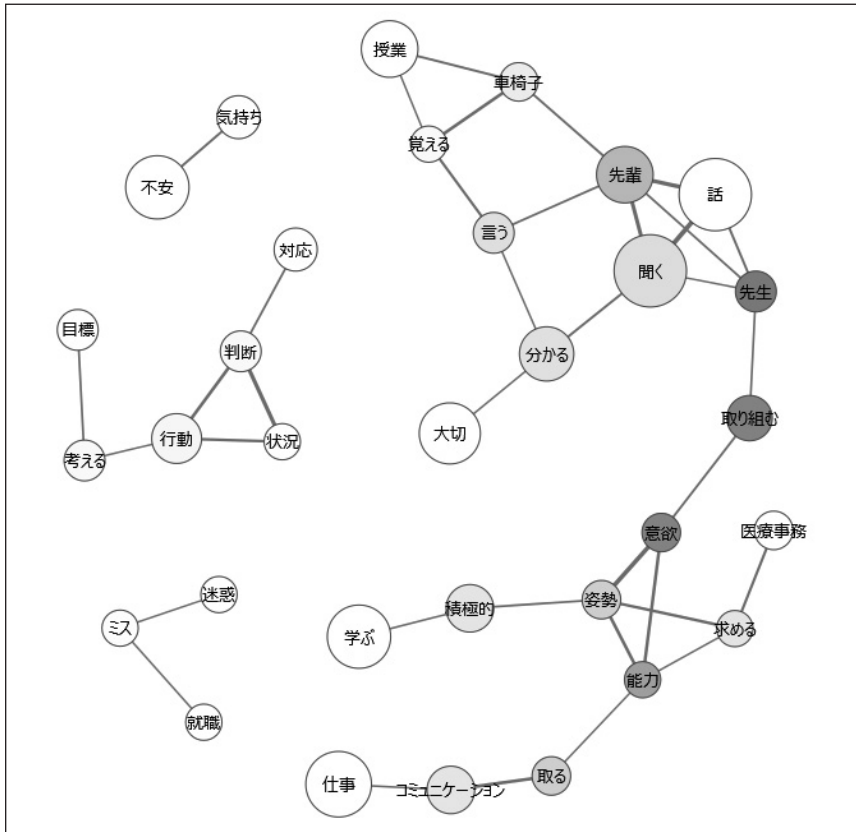 授業
車椅子
気持ち
覚える
先輩
不安
話
言う
対応
聞く
先生
目標
判断
分かる
取り組む
大切
行動
状況
考える
意欲
医療事務
迷惑
姿勢
積極的
ミス
求める
学ぶ
能力
就職
取る
仕事
コミュニケーション